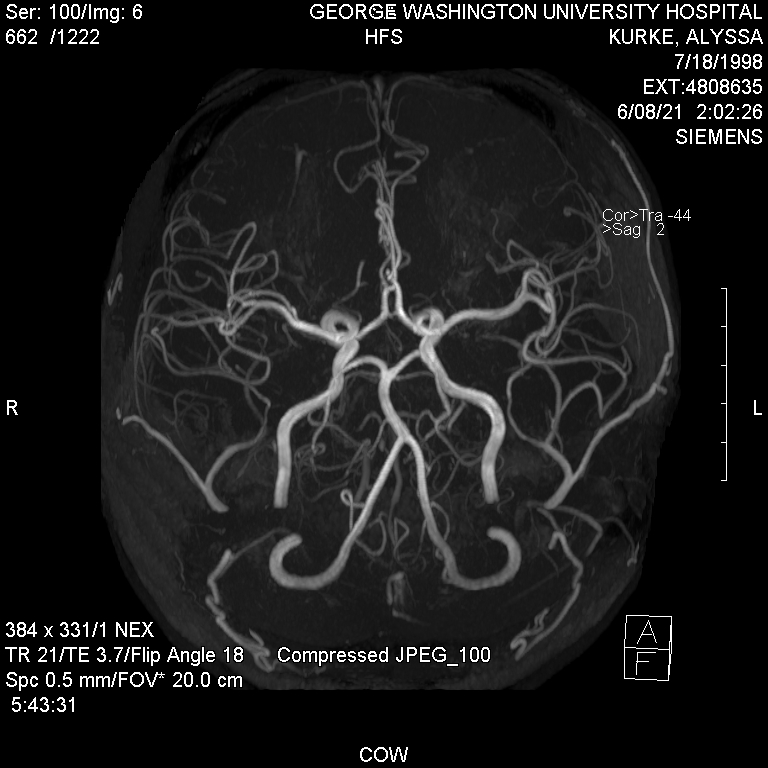 Ser: 100/Img: 6
662 /1222
HFS
GEORGE WASHINGTON UNIVERSITY HOSPITAL
KURKE, ALYSSA
7/18/1998
EXT:4808635
6/08/21 2:02:26
SIEMENS
Cor>Tra -44
>Sag 2
R
L
384 x 331/1 NEX
TR 21/TE 3.7/Flip Angle 18
Compressed JPEG_100
Spc 0.5 mm/FOV* 20.0 cm
5:43:31
A
F
COW